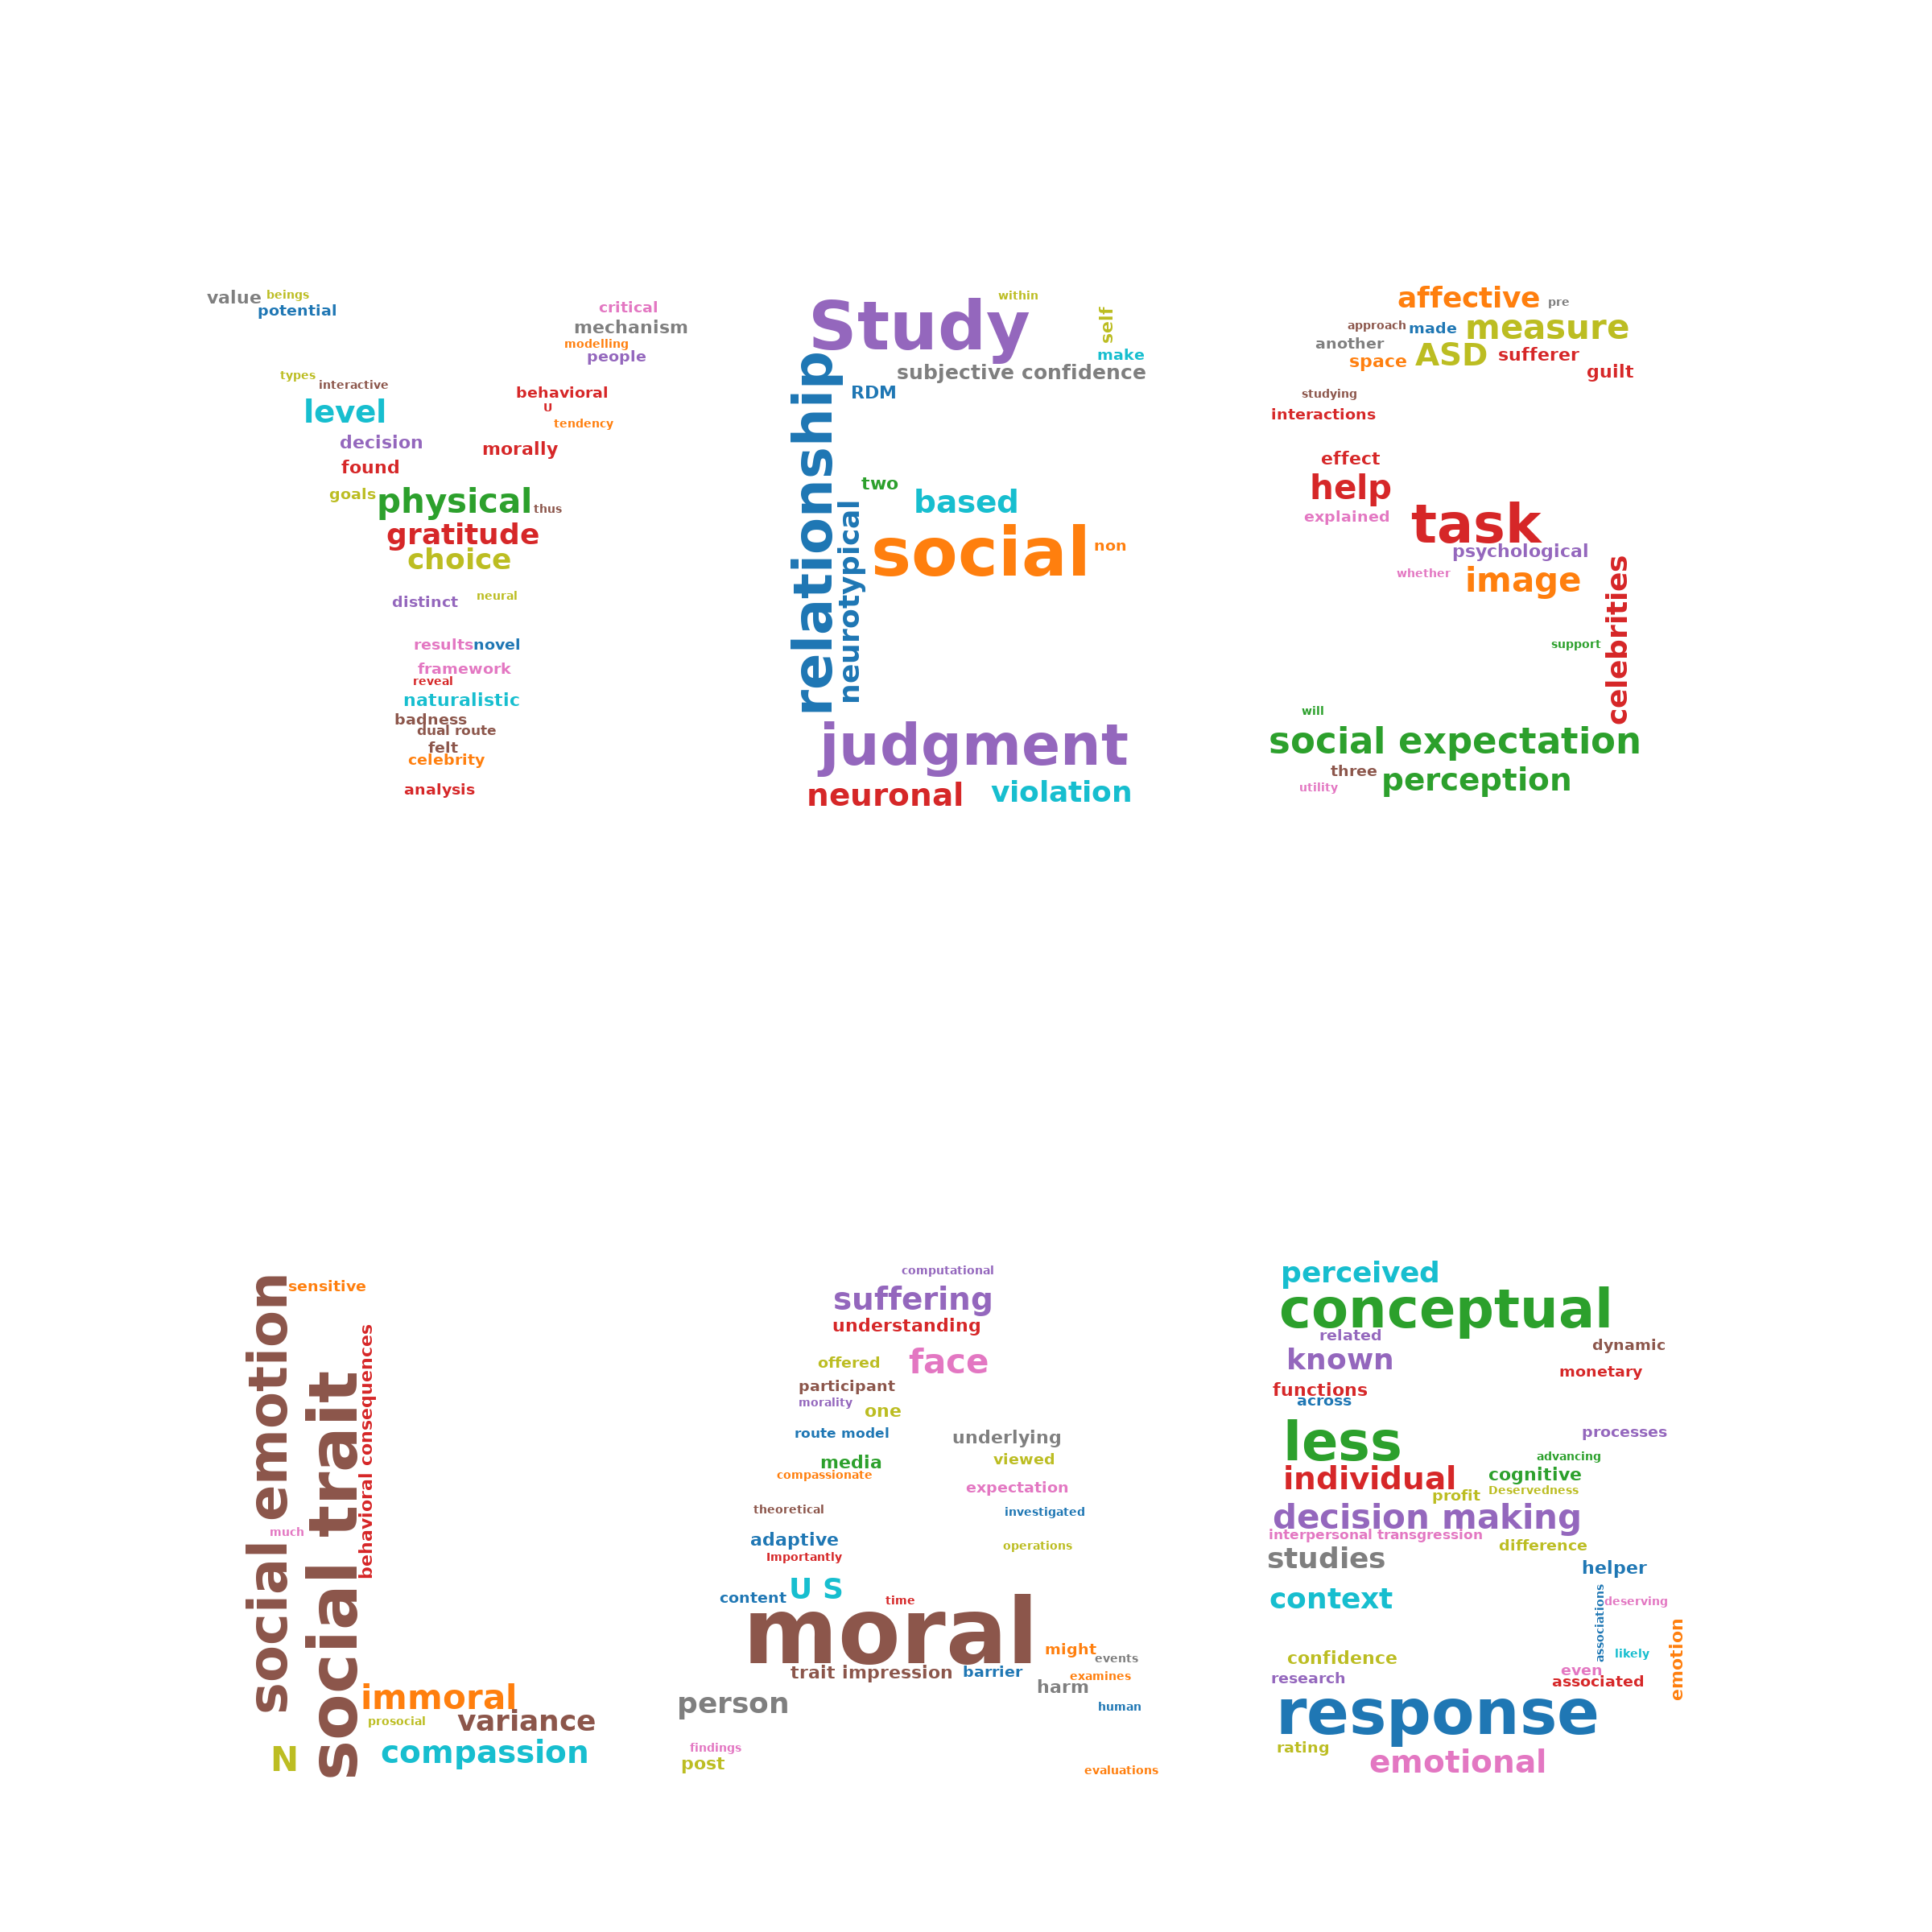 value
beings
potential
critical
mechanism
modelling
people
types
interactive
level
behavioral
U
tendency
decision
morally
found
goals
physical
thus
gratitude
choice
distinct
neural
results
novel
framework
reveal
naturalistic
badness
dual route
felt
celebrity
analysis
Study
within
self
make
subjective confidence
RDM
relationship
neurotypical
two
based
social
non
judgment
neuronal
violation
affective
pre
approach
made
measure
another
space
ASD
sufferer
guilt
studying
interactions
effect
help
explained
task
psychological
whether
image
celebrities
support
will
social expectation
three
perception
utility
social emotion
sensitive
social trait
behavioral consequences
much
immoral
prosocial
variance
N
compassion
computational
suffering
understanding
offered
face
participant
morality
one
route model
underlying
media
viewed
compassionate
expectation
theoretical
investigated
adaptive
Importantly
operations
content
U S
time
moral
might
events
trait impression
barrier
examines
harm
person
human
findings
post
evaluations
perceived
conceptual
related
dynamic
known
monetary
functions
across
less
processes
advancing
individual
cognitive
profit
Deservedness
decision making
interpersonal transgression
difference
studies
helper
context
associations
deserving
emotion
confidence
likely
research
even
associated
response
rating
emotional